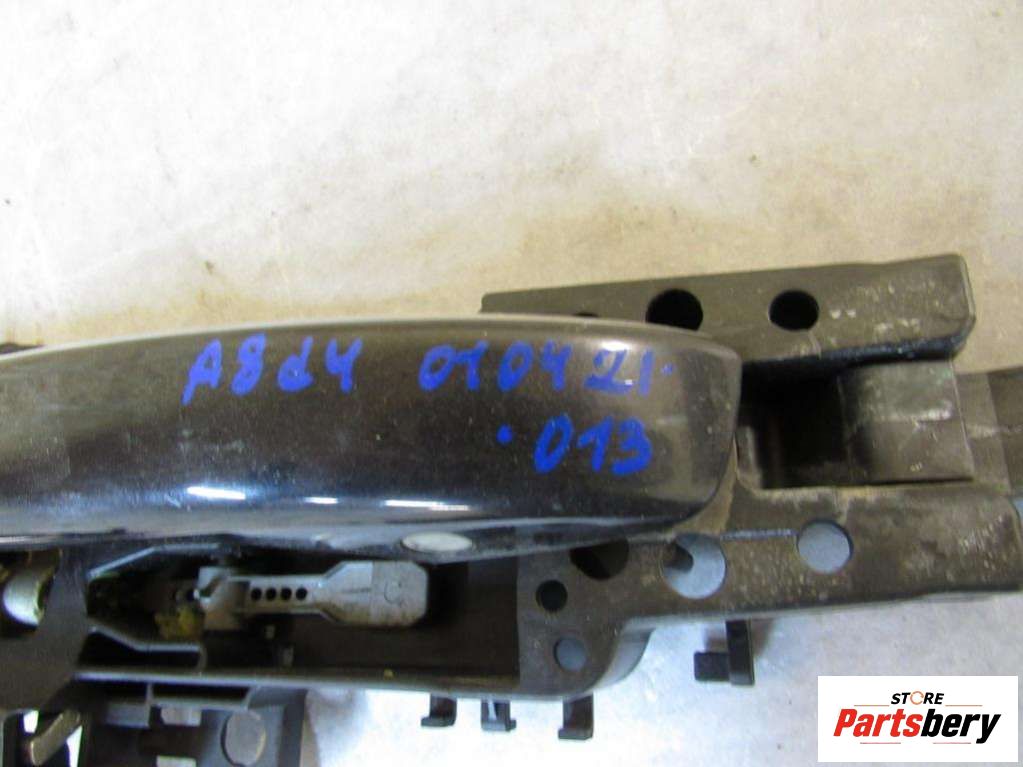 A8d4 010421-
·013
STORE
Partsbery